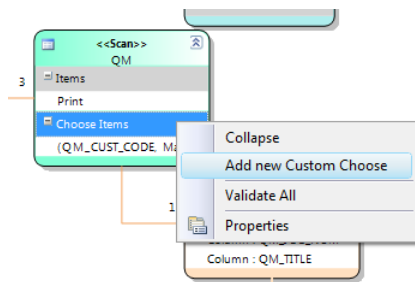 <<Scan>>
QM
3
Items
Print
Choose Items
(QM_CUST_CODE, Ma
Collapse
Add new Custom Choose
Validate All
Properties
1
Column : QM_TITLE